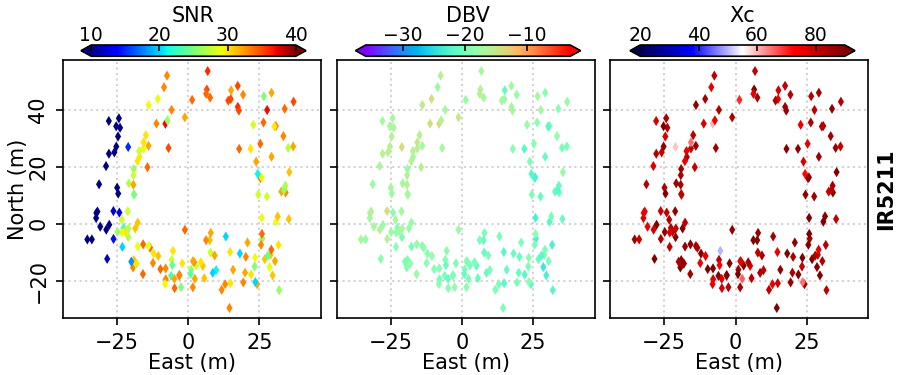 SNR DBV Xc
10 20 30 40 −30 −20 −10 20 40 60 80
40
20
0
−20
North (m)
IR5211
−25 0 25 −25 0 25 −25 0 25
East (m) East (m) East (m)